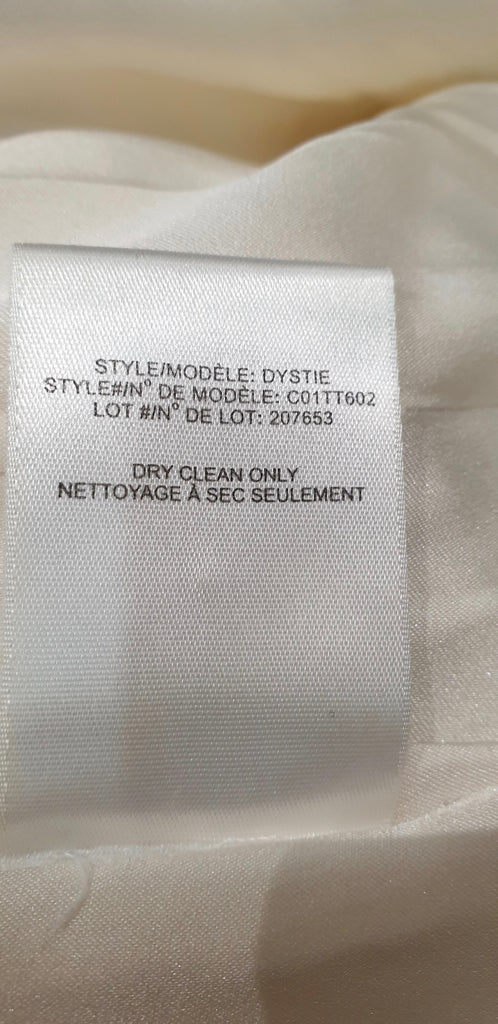 STYLE/MODÈLE: DYSTIE
STYLE#/N° DE MODÈLE: C01TT602
LOT #/N° DE LOT: 207653
DRY CLEAN ONLY
NETTOYAGE À SEC SEULEMENT